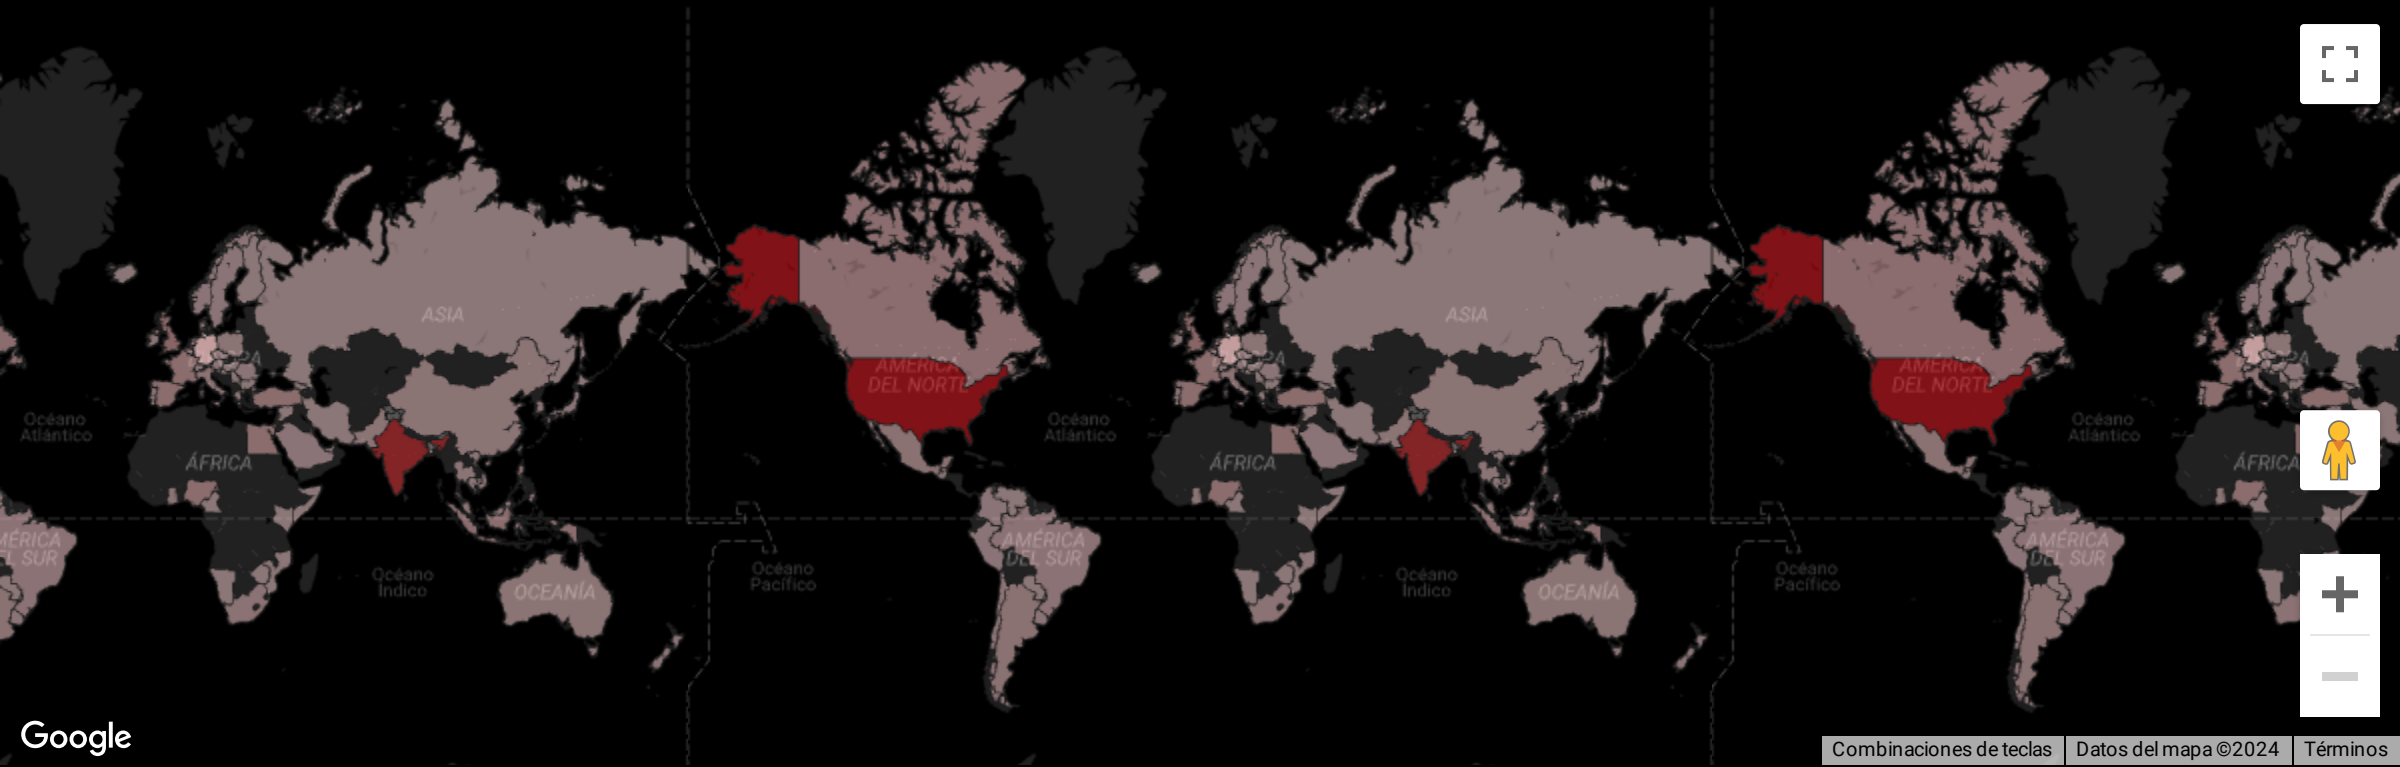 ASIA
ASIA
AMÉRICA
DEL NORTE
AMÉRICA
DEL NORTE
Océano
Atlántico
Océano
Atlántico
Océano
Atlántico
ÁFRICA
ÁFRICA
ÁFRICA
AMÉRICA
DEL SUR
AMÉRICA
DEL SUR
Océano
Índico
Océano
Pacífico
Océano
Índico
Océano
Pacífico
OCEANÍA
OCEANÍA
Google
Combinaciones de teclas
Datos del mapa ©2024
Términos